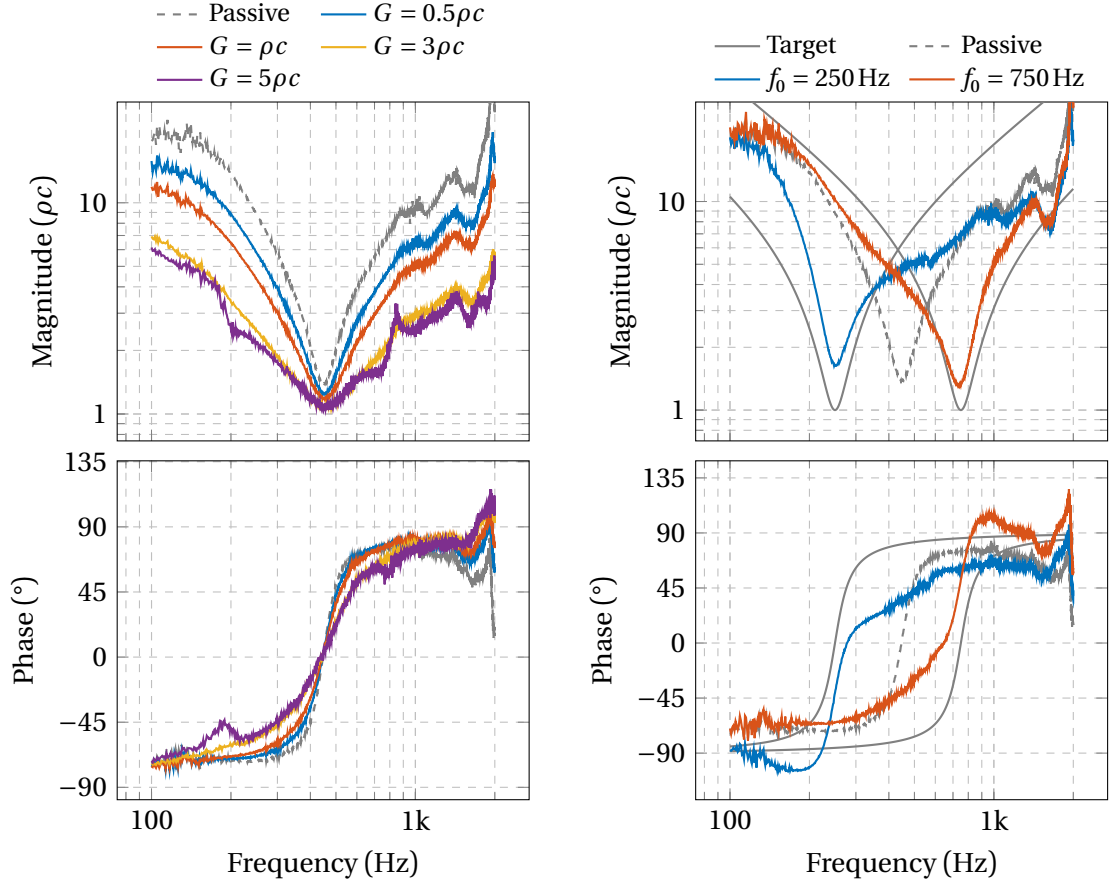 Passive
G = 0.5ρc
G = ρc
G = 3ρc
G = 5ρc
Magnitude (ρc)
10
1
Phase (°)
135
90
45
0
−45
−90
100
1k
Frequency (Hz)
Target
Passive
f₀ = 250 Hz
f₀ = 750 Hz
Magnitude (ρc)
10
1
Phase (°)
135
90
45
0
−45
−90
100
1k
Frequency (Hz)